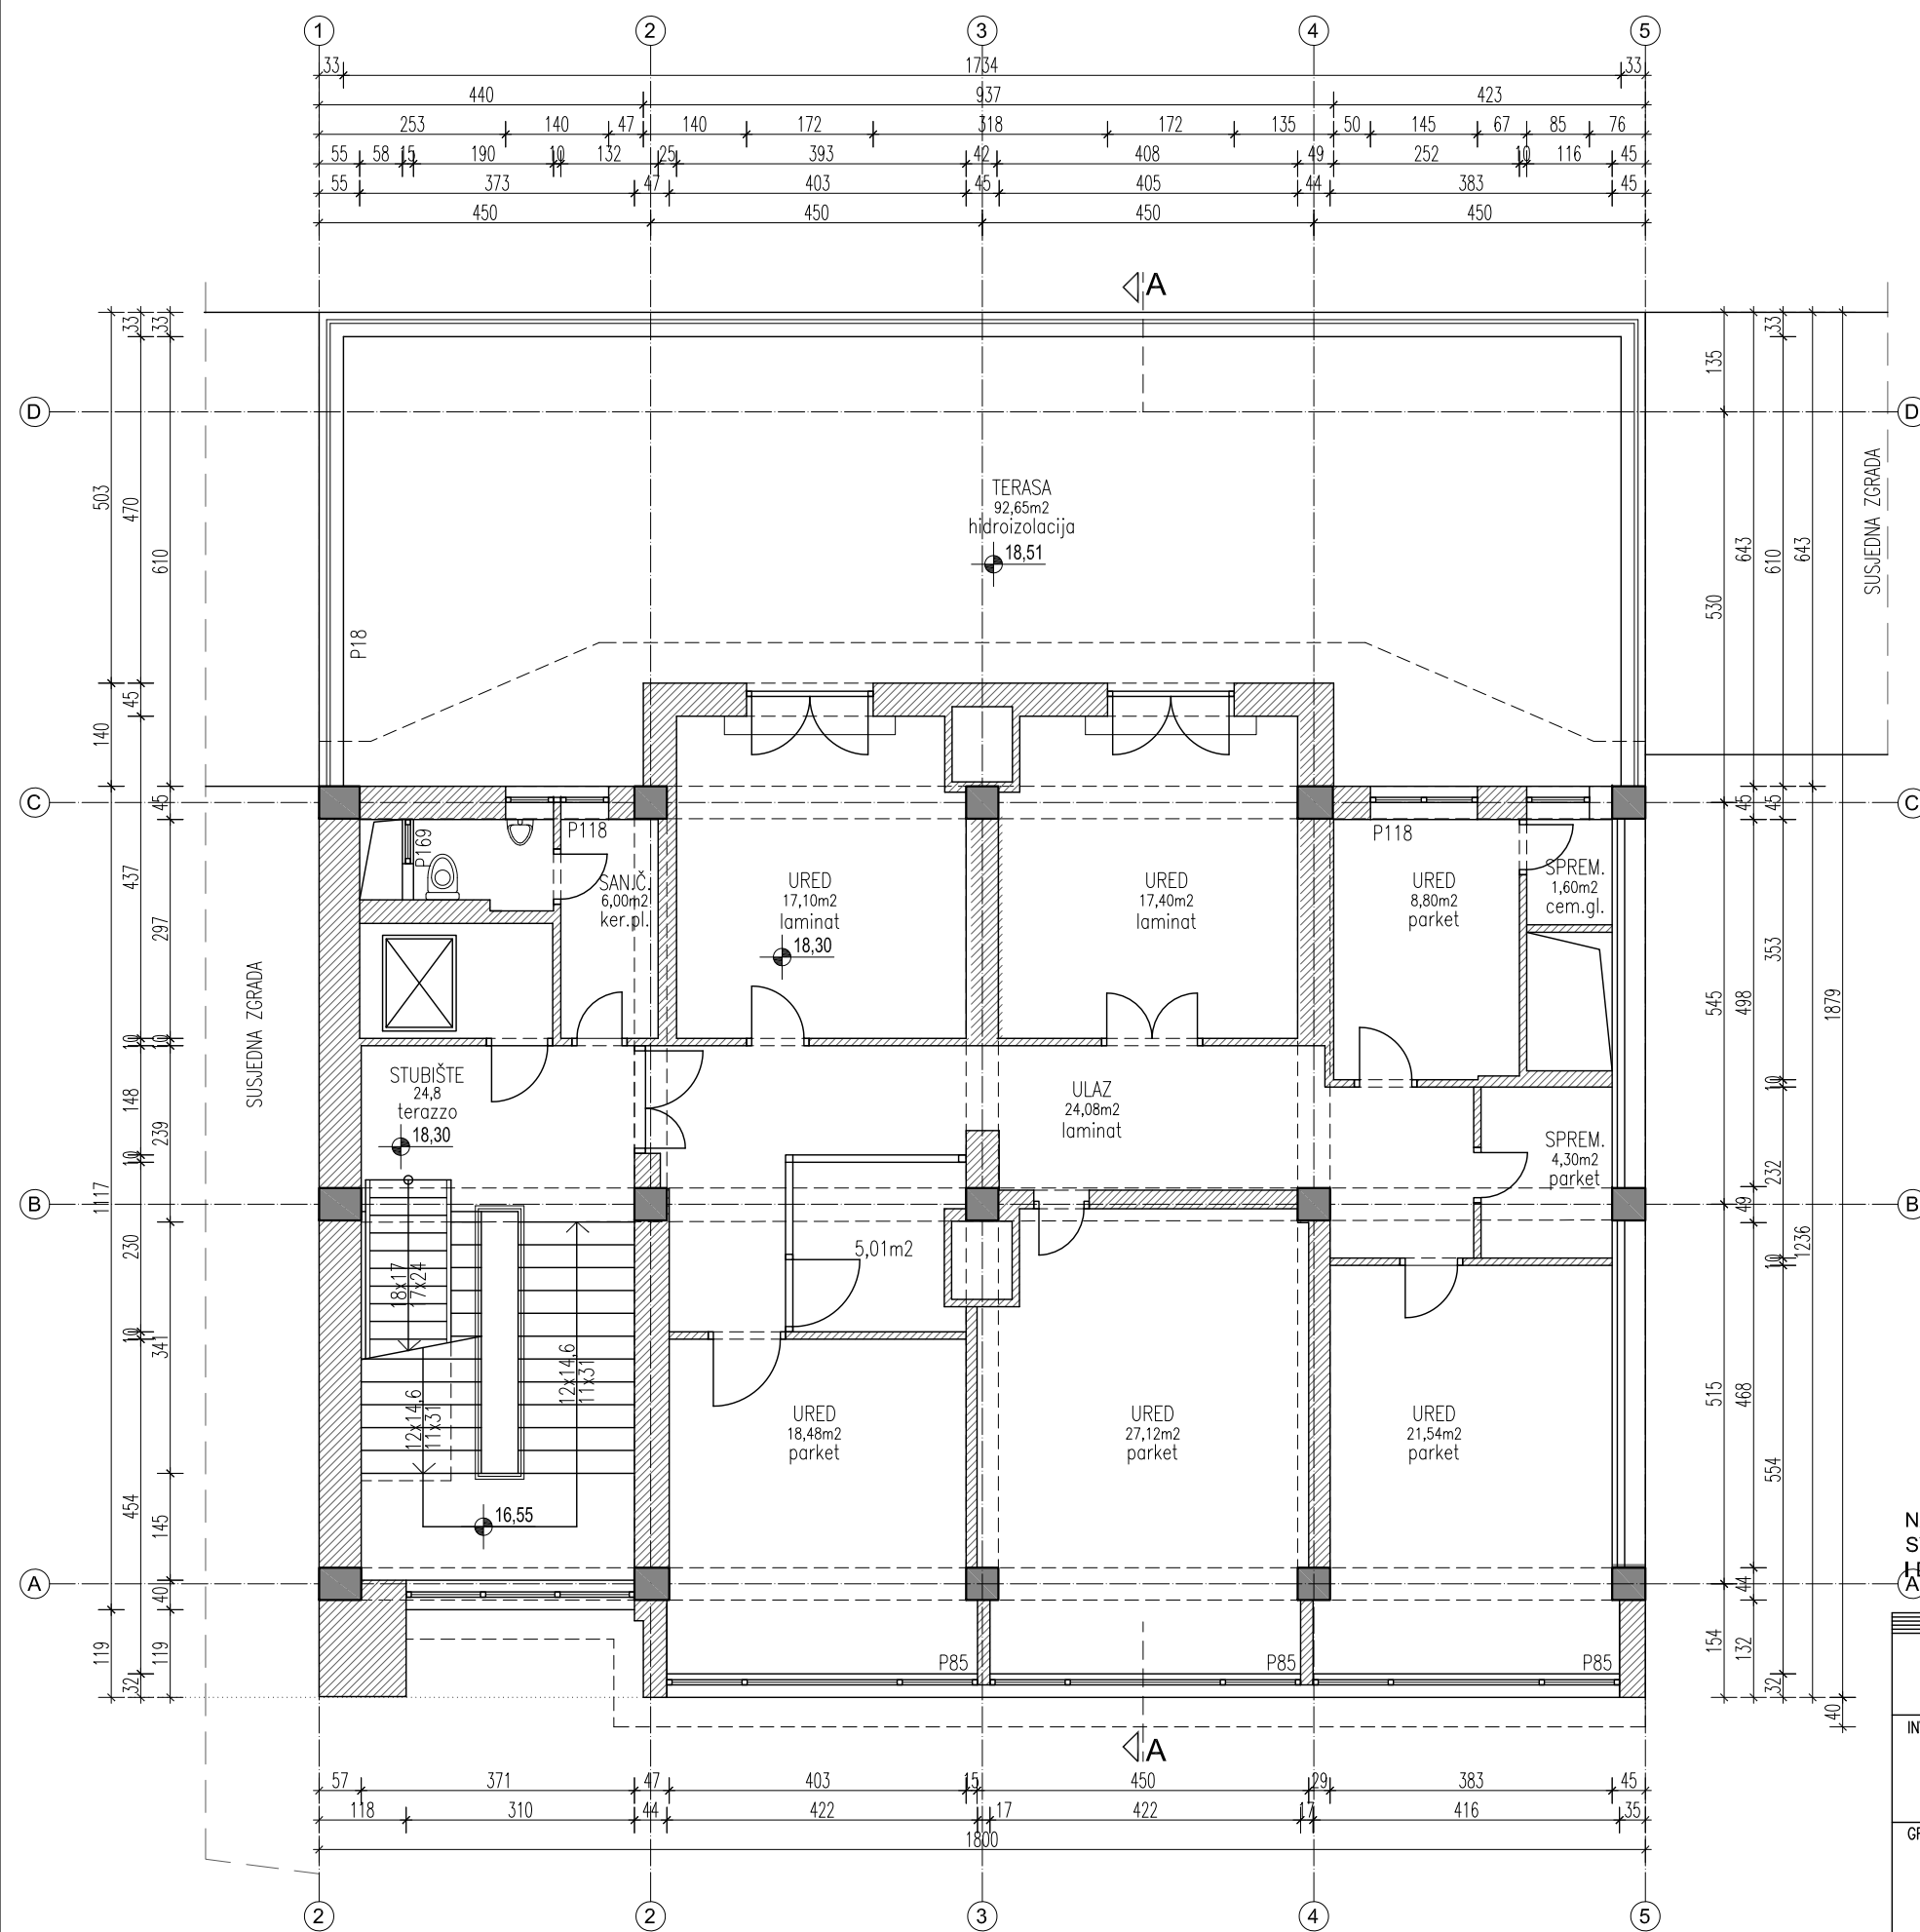 1 2 3 4 5
33 1734 33
440 937 423
253 140 47 140 172 318 172 135 50 145 67 85 76
55 58 15 190 10 132 25 393 42 408 49 252 10 116 45
55 373 47 403 45 405 44 383 45
450 450 450 450
A
33 33
503 470 610
140 45
45
437 297
10 10
148 239
10
1117
230
10 341
454 145
40
119 32 119
135 33
643 610 643
530
45 45
545 498 353
1879
10
232
49
10 1236
515 468 554
44
154 132 32
40
D D
SUSJEDNA ZGRADA
TERASA
92,65m2
hidroizolacija
18,51
P18
C C
P169
P118
P118
SANIČ.
6,00m2
ker.pl.
URED
17,10m2
laminat
18,30
URED
17,40m2
laminat
URED
8,80m2
parket
SPREM.
1,60m2
cem.gl.
SUSJEDNA ZGRADA
STUBIŠTE
24,8
terazzo
18,30
ULAZ
24,08m2
laminat
SPREM.
4,30m2
parket
B B
5,01m2
18x17
17x24
12x14,6
11x31
12x14,6
11x31
URED
18,48m2
parket
URED
27,12m2
parket
URED
21,54m2
parket
16,55
A A
P85 P85 P85
A
57 371 47 403 15 450 29 383 45
118 310 44 422 17 422 17 416 35
1800
2 2 3 4 5